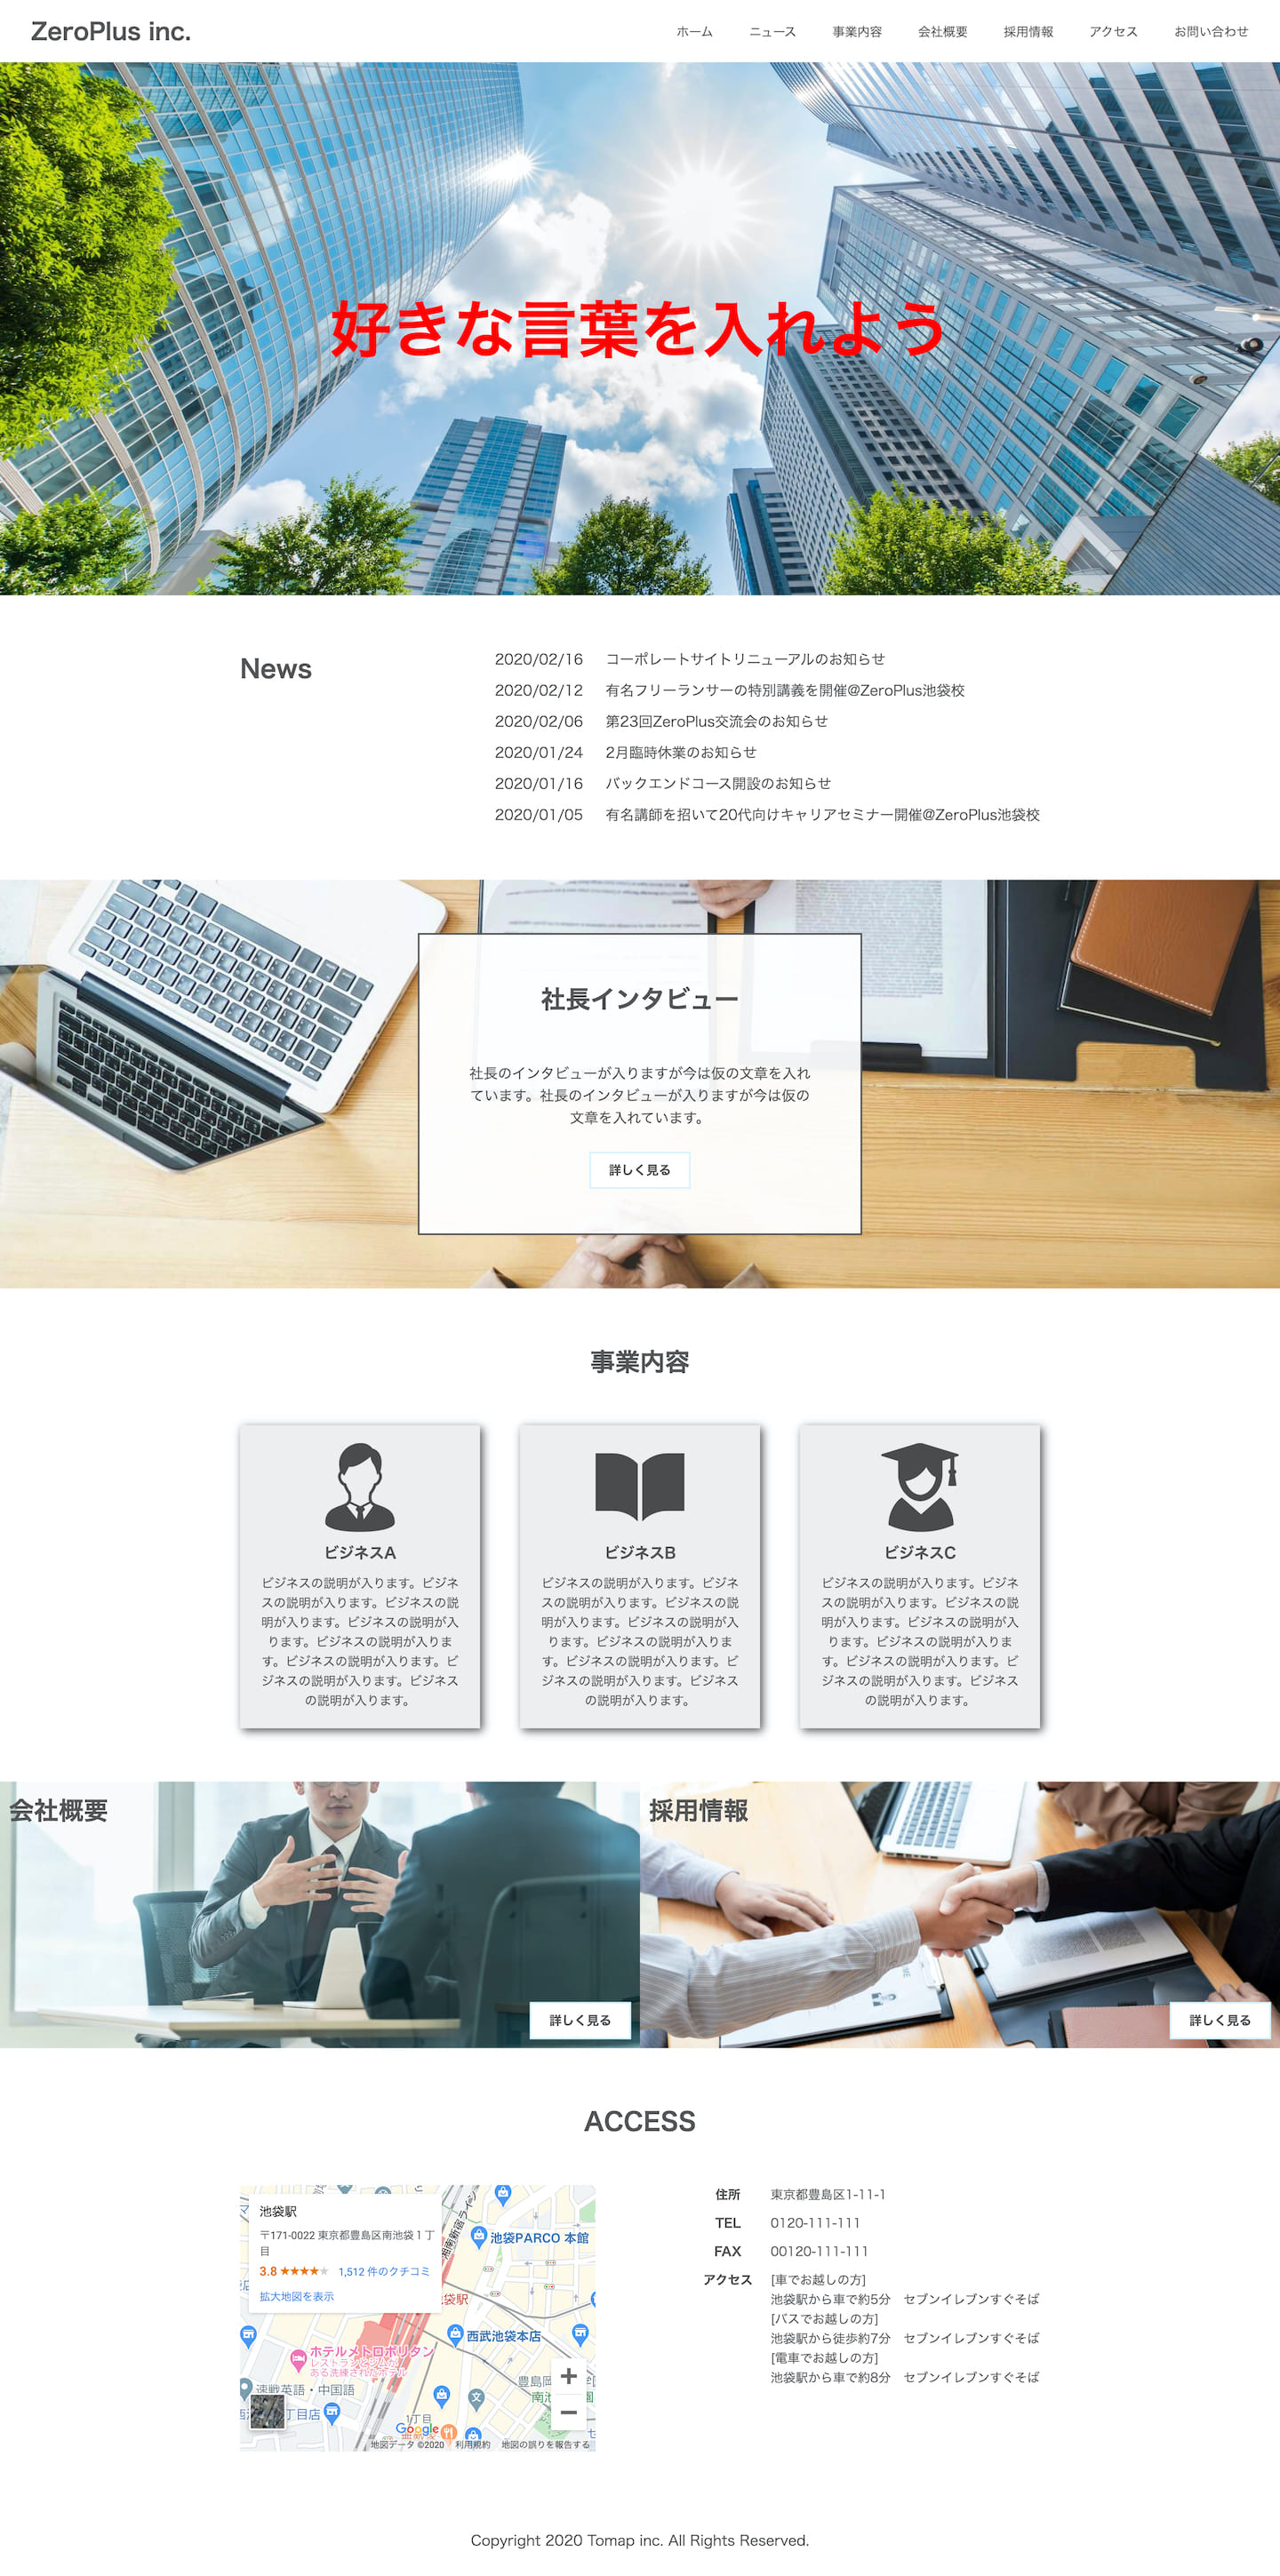 ZeroPlus inc.
ホーム ニュース 事業内容 会社概要 採用情報 アクセス お問い合わせ
好きな言葉を入れよう
News
2020/02/16 コーポレートサイトリニューアルのお知らせ
2020/02/12 有名フリーランサーの特別講義を開催@ZeroPlus池袋校
2020/02/06 第23回ZeroPlus交流会のお知らせ
2020/01/24 2月臨時休業のお知らせ
2020/01/16 バックエンドコース開設のお知らせ
2020/01/05 有名講師を招いて20代向けキャリアセミナー開催@ZeroPlus池袋校
社長インタビュー
社長のインタビューが入りますが今は仮の文章を入れ
ています。社長のインタビューが入りますが今は仮の
文章を入れています。
詳しく見る
事業内容
ビジネスA
ビジネスの説明が入ります。ビジネ
スの説明が入ります。ビジネスの説
明が入ります。ビジネスの説明が入
ります。ビジネスの説明が入りま
す。ビジネスの説明が入ります。ビ
ジネスの説明が入ります。ビジネス
の説明が入ります。
ビジネスB
ビジネスの説明が入ります。ビジネ
スの説明が入ります。ビジネスの説
明が入ります。ビジネスの説明が入
ります。ビジネスの説明が入りま
す。ビジネスの説明が入ります。ビ
ジネスの説明が入ります。ビジネス
の説明が入ります。
ビジネスC
ビジネスの説明が入ります。ビジネ
スの説明が入ります。ビジネスの説
明が入ります。ビジネスの説明が入
ります。ビジネスの説明が入りま
す。ビジネスの説明が入ります。ビ
ジネスの説明が入ります。ビジネス
の説明が入ります。
会社概要
詳しく見る
採用情報
詳しく見る
ACCESS
池袋駅
〒171-0022 東京都豊島区南池袋1丁
目
3.8 ★★★★★ 1,512 件のクチコミ
拡大地図を表示
湘南新宿ライン
池袋PARCO 本館
袋駅
西武池袋本店
ホテルメトロポリタン
レストランとジムが
ある洗練されたホテル
速戦英語・中国語
丁目店
豊島岡
南池
園
文
1丁目
Google
地図データ ©2020 利用規約 地図の誤りを報告する
住所 東京都豊島区1-11-1
TEL 0120-111-111
FAX 00120-111-111
アクセス [車でお越しの方]
池袋駅から車で約5分 セブンイレブンすぐそば
[バスでお越しの方]
池袋駅から徒歩約7分 セブンイレブンすぐそば
[電車でお越しの方]
池袋駅から車で約8分 セブンイレブンすぐそば
Copyright 2020 Tomap inc. All Rights Reserved.